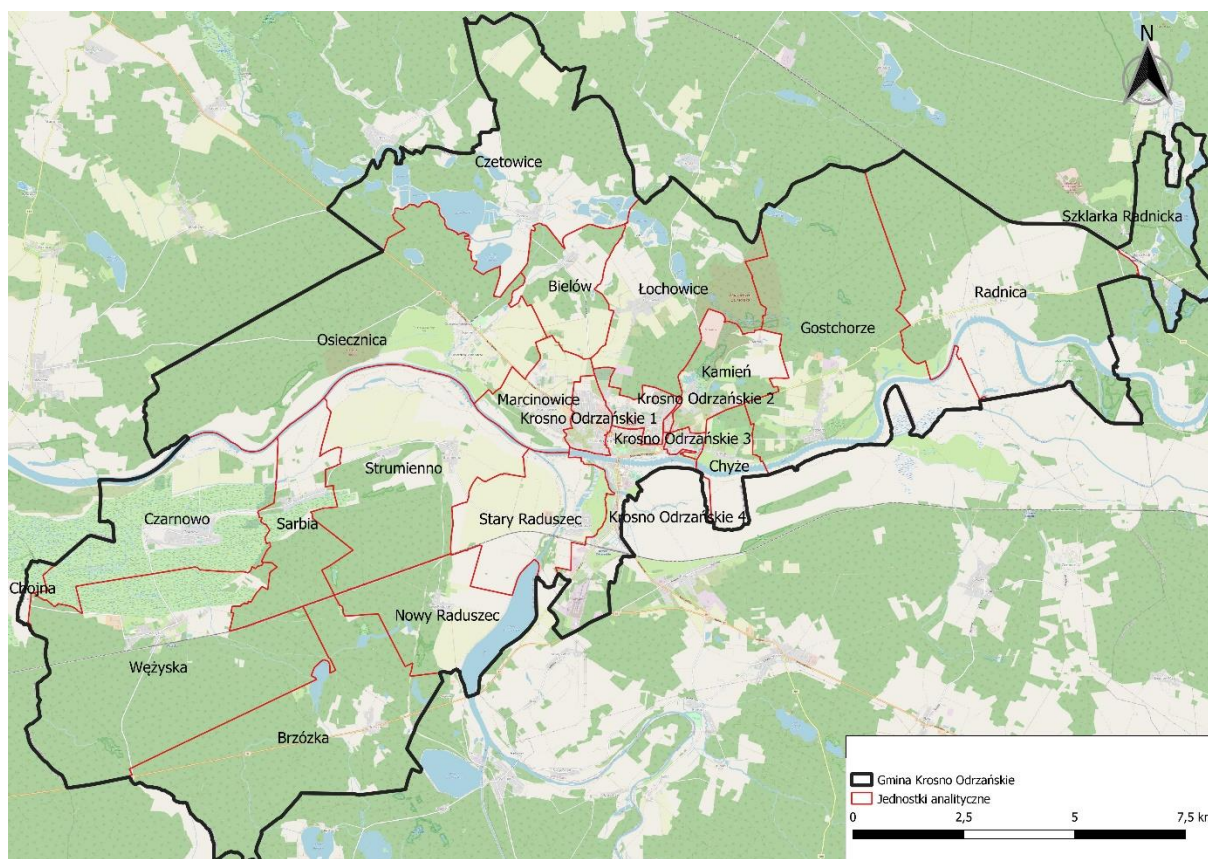 N
Czetowice
Szklarka Radnicka
Bielów
Łochowice
Radnica
Osiecznica
Gostchorze
Kamień
Marcinowice
Krosno Odrzańskie 2
Krosno Odrzańskie 1
Krosno Odrzańskie 3
Strumienno
Chyże
Czarnowo
Sarbia
Stary Raduszec
Krosno Odrzańskie 4
Chojna
Nowy Raduszec
Wężyska
Brzózka
Gmina Krosno Odrzańskie
Jednostki analityczne
0 2,5 5 7,5 km